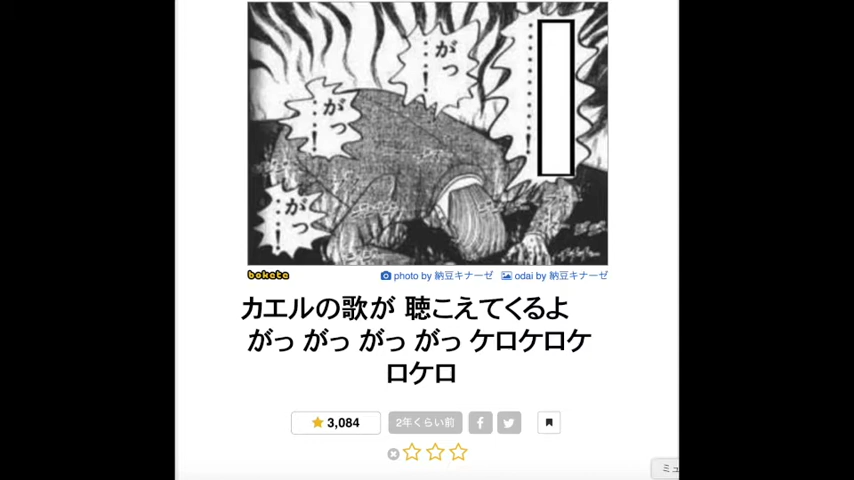 がっ
……!
がっ
……!
がっ
……!
…………!
bokete
photo by 納豆キナーゼ
odai by 納豆キナーゼ
カエルの歌が 聴こえてくるよ
がっ がっ がっ がっ ケロケロケ
ロケロ
3,084
2年くらい前
ミュ